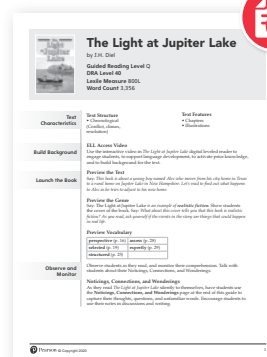 The Light at Jupiter Lake
by J.H. Diel
Guided Reading Level Q
DRA Level 40
Lexile Measure 800L
Word Count 3,356
Text Characteristics
Text Structure
• Chronological
(Conflict, climax,
resolution)
Text Features
• Chapters
• Illustrations
Build Background
ELL Access Video
Use the interactive video in The Light at Jupiter Lake digital leveled reader to
engage students, to support language development, to activate prior knowledge,
and to build background for the text.
Launch the Book
Preview the Text
Say: This book is about a young boy named Alec who moves from his city home in Texas
to a rural home on Jupiter Lake in New Hampshire. Let's read to find out what happens
to Alec as he tries to adjust to his new home.
Preview the Genre
Say: The Light at Jupiter Lake is an example of realistic fiction. Show students
the cover of the book. Say: What about this cover tells you that this book is realistic
fiction? As you read, ask yourself if the events in the story are things that could happen
in real life.
Preview Vocabulary
perspective (p. 16) access (p. 28)
selected (p. 19) expertly (p. 29)
structured (p. 23)
Observe and
Monitor
Observe students as they read, and monitor their comprehension. Talk with
students about their Noticings, Connections, and Wonderings.
Noticings, Connections, and Wonderings
As they read The Light at Jupiter Lake silently to themselves, have students use
the Noticings, Connections, and Wonderings page at the end of this guide to
capture their thoughts, questions, and unfamiliar words. Encourage students to
use their notes in discussions and writing.
Pearson © Copyright 2020